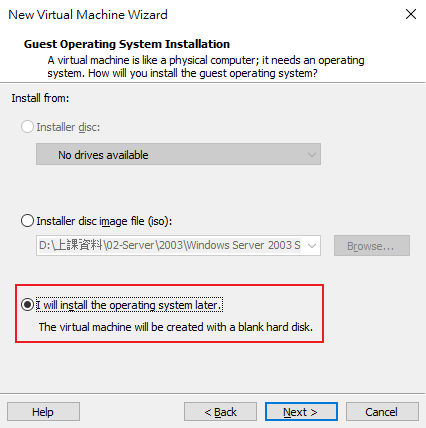 New Virtual Machine Wizard
Guest Operating System Installation
A virtual machine is like a physical computer; it needs an operating
system. How will you install the guest operating system?
Install from:
Installer disc:
No drives available
Installer disc image file (iso):
D:\上課資料\02-Server\2003\Windows Server 2003 S
Browse...
I will install the operating system later.
The virtual machine will be created with a blank hard disk.
Help
< Back
Next >
Cancel